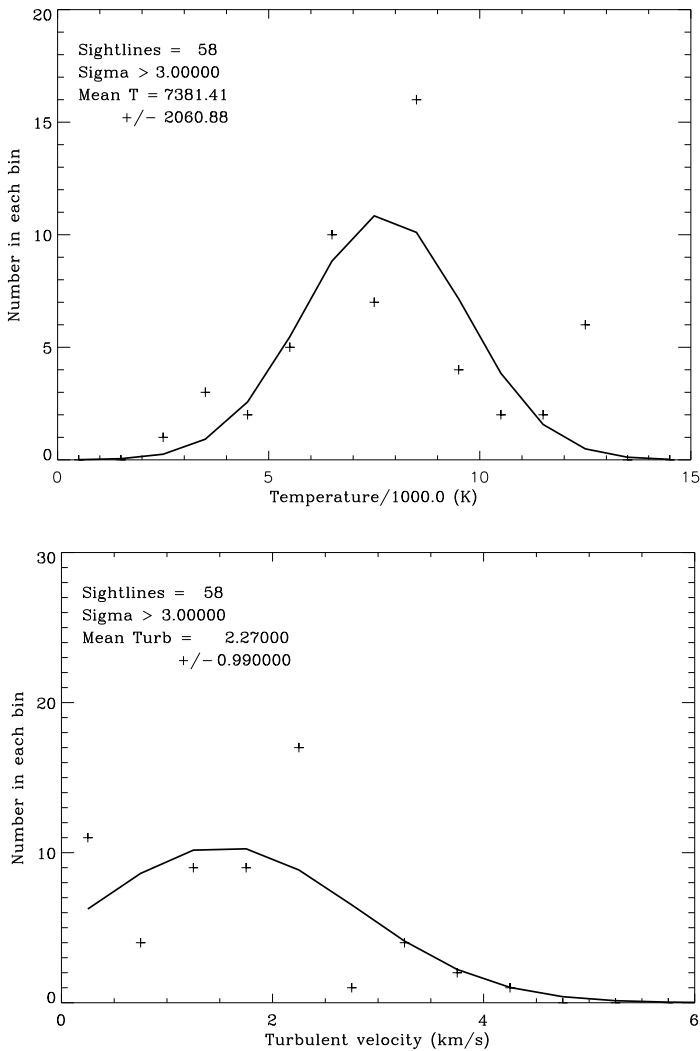 20
Sightlines = 58
Sigma > 3.00000
Mean T = 7381.41
+/- 2060.88
15
10
5
0
Number in each bin
0 5 10 15
Temperature/1000.0 (K)
30
Sightlines = 58
Sigma > 3.00000
Mean Turb = 2.27000
+/-0.990000
20
10
0
Number in each bin
0 2 4 6
Turbulent velocity (km/s)